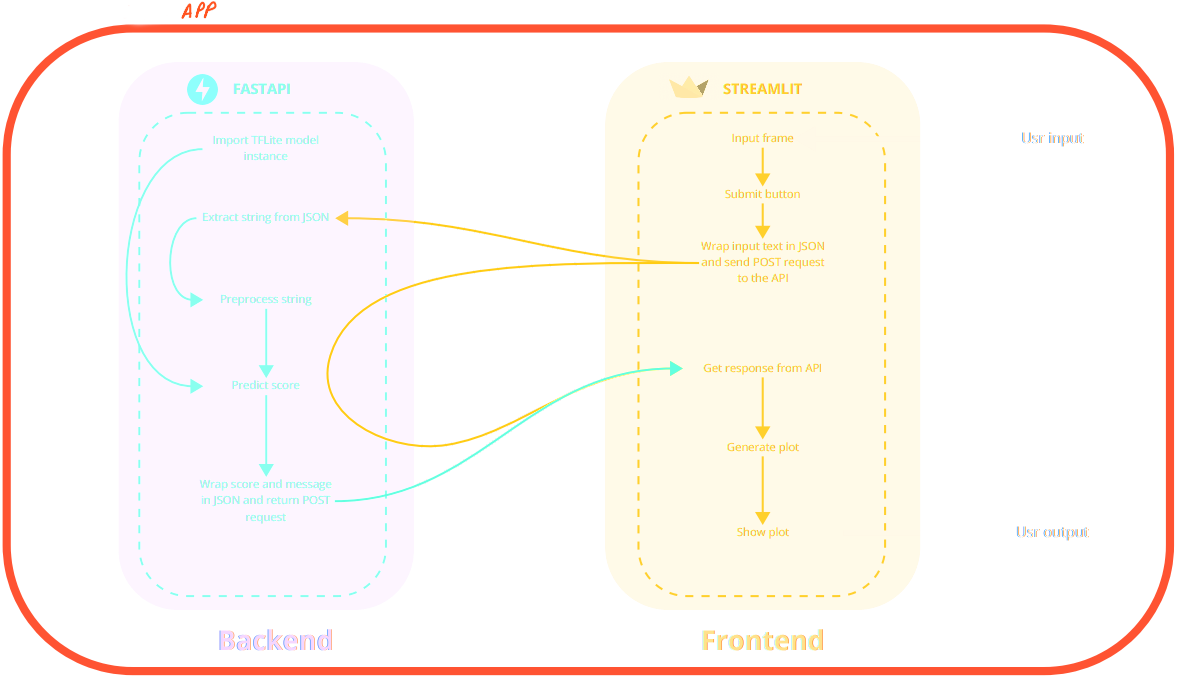 APP
FASTAPI
Import TFLite model
instance
Extract string from JSON
Preprocess string
Predict score
Wrap score and message
in JSON and return POST
request
Backend
STREAMLIT
Input frame
Submit button
Wrap input text in JSON
and send POST request
to the API
Get response from API
Generate plot
Show plot
Frontend
Usr input
Usr output